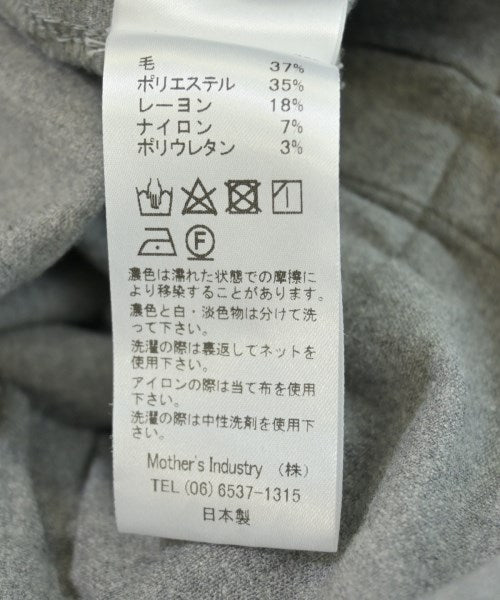 毛 37%
ポリエステル 35%
レーヨン 18%
ナイロン 7%
ポリウレタン 3%
F
濃色は濡れた状態での摩擦に
より移染することがあります。
濃色と白・淡色物は分けて洗
って下さい。
洗濯の際は裏返してネットを
使用下さい。
アイロンの際は当て布を使用
下さい。
洗濯の際は中性洗剤を使用下
さい。
Mother's Industry （株）
TEL (06) 6537-1315
日本製